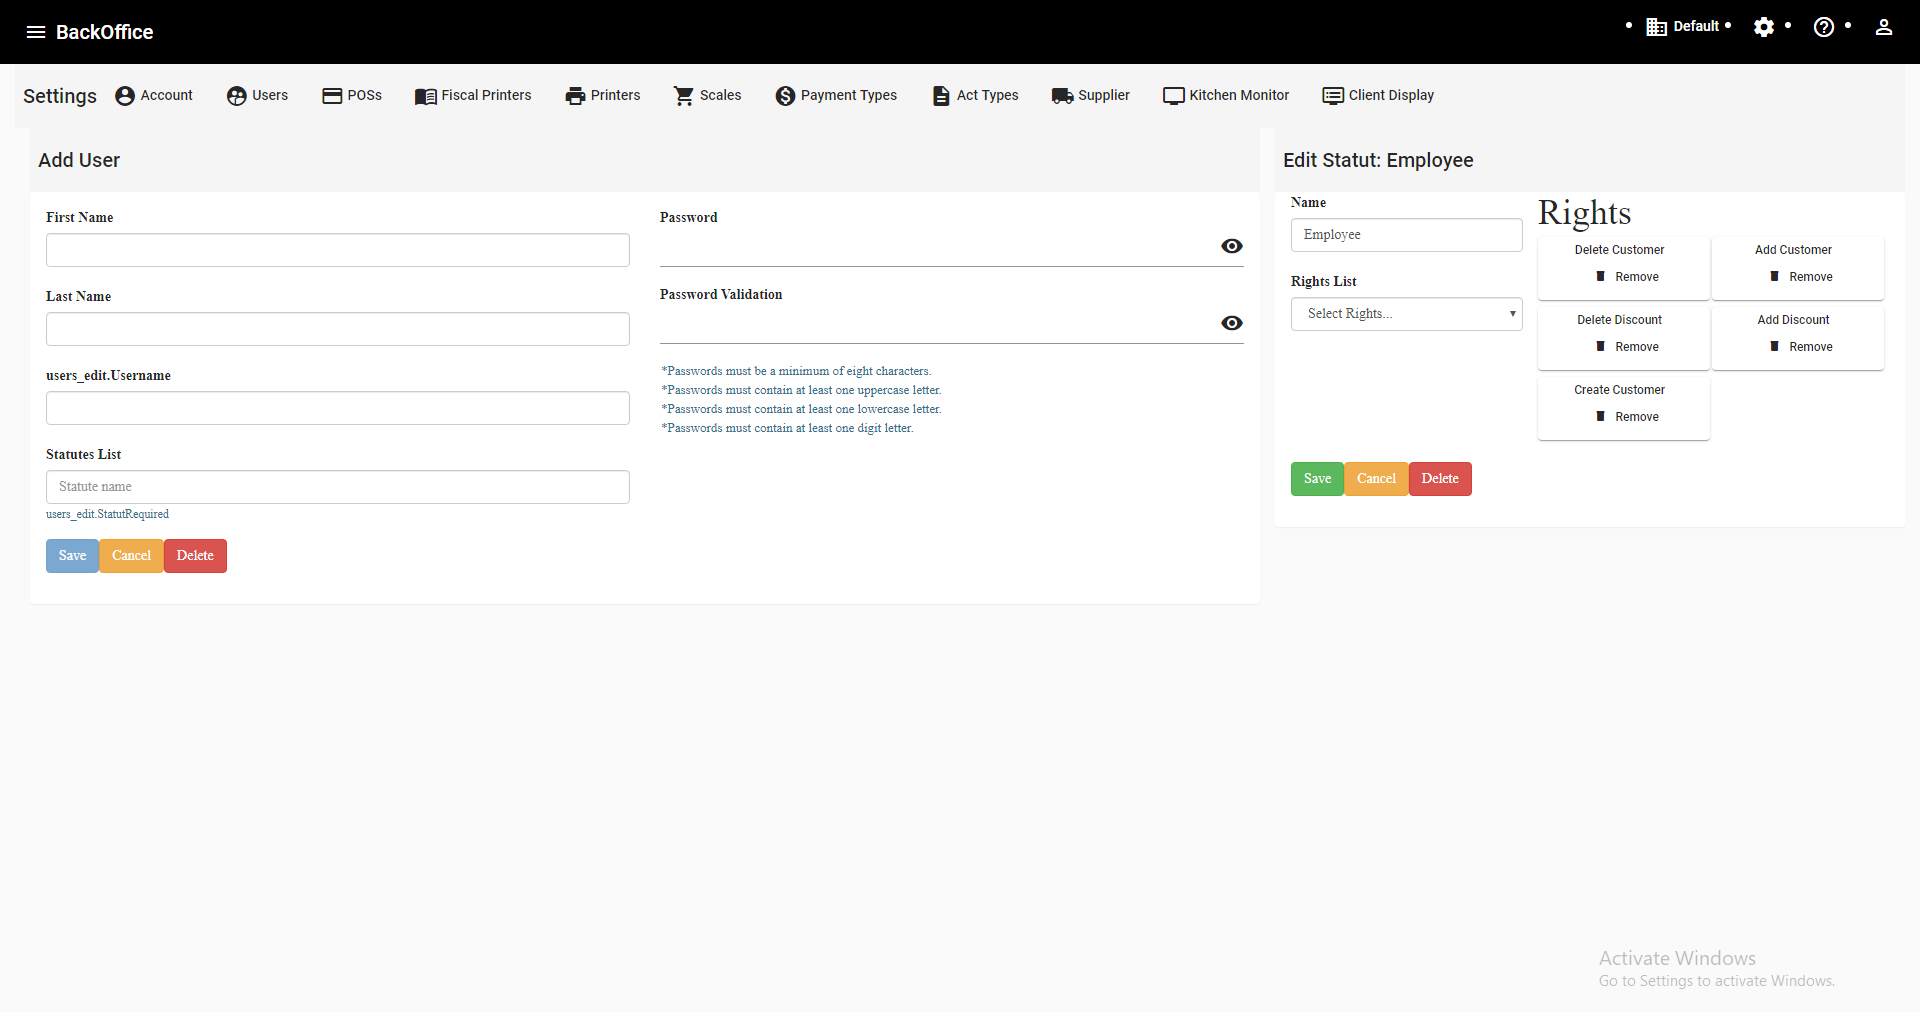 BackOffice
Default
Settings
Account
Users
POSs
Fiscal Printers
Printers
Scales
Payment Types
Act Types
Supplier
Kitchen Monitor
Client Display
Add User
First Name
Last Name
users_edit.Username
Statutes List
Statute name
users_edit.StatutRequired
Save
Cancel
Delete
Password
Password Validation
*Passwords must be a minimum of eight characters.
*Passwords must contain at least one uppercase letter.
*Passwords must contain at least one lowercase letter.
*Passwords must contain at least one digit letter.
Edit Statut: Employee
Name
Employee
Rights List
Select Rights...
Rights
Delete Customer
Remove
Add Customer
Remove
Delete Discount
Remove
Add Discount
Remove
Create Customer
Remove
Save
Cancel
Delete
Activate Windows
Go to Settings to activate Windows.